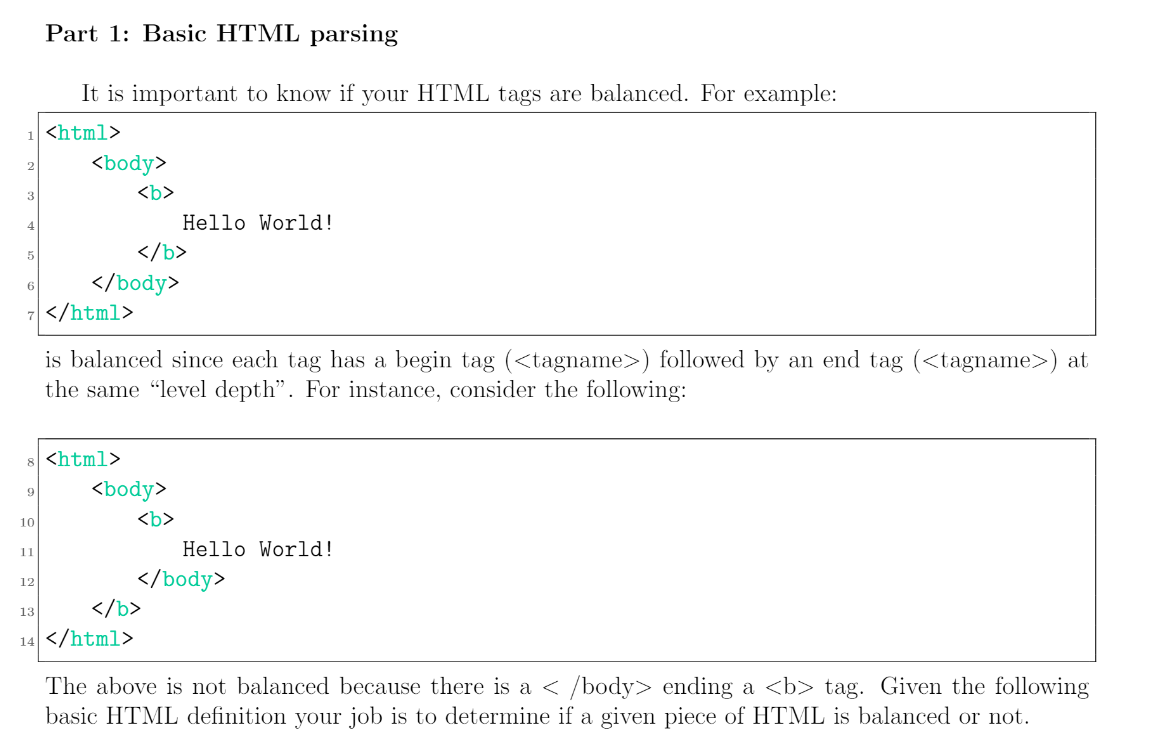 Part 1: Basic HTML parsing
It is important to know if your HTML tags are balanced. For example:
1 <html>
2 <body>
3 <b>
4 Hello World!
5 </b>
6 </body>
7 </html>
is balanced since each tag has a begin tag (<tagname>) followed by an end tag (<tagname>) at
the same “level depth”. For instance, consider the following:
8 <html>
9 <body>
10 <b>
11 Hello World!
12 </body>
13 </b>
14 </html>
The above is not balanced because there is a < /body> ending a <b> tag. Given the following
basic HTML definition your job is to determine if a given piece of HTML is balanced or not.